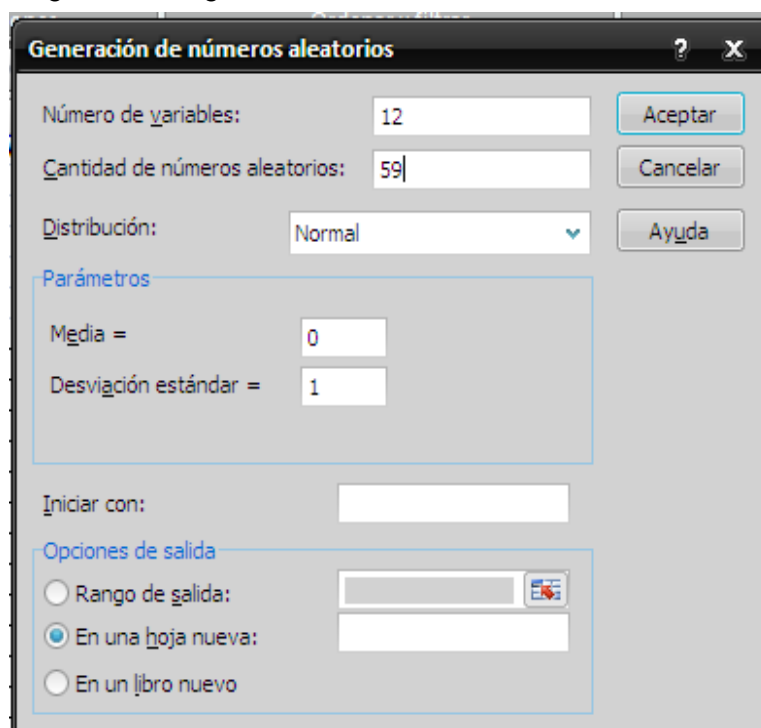 Generación de números aleatorios ? x
Número de variables: 12 Aceptar
Cantidad de números aleatorios: 59 Cancelar
Distribución: Normal Ayuda
Parámetros
Media = 0
Desviación estándar = 1
Iniciar con:
Opciones de salida
Rango de salida:
En una hoja nueva:
En un libro nuevo